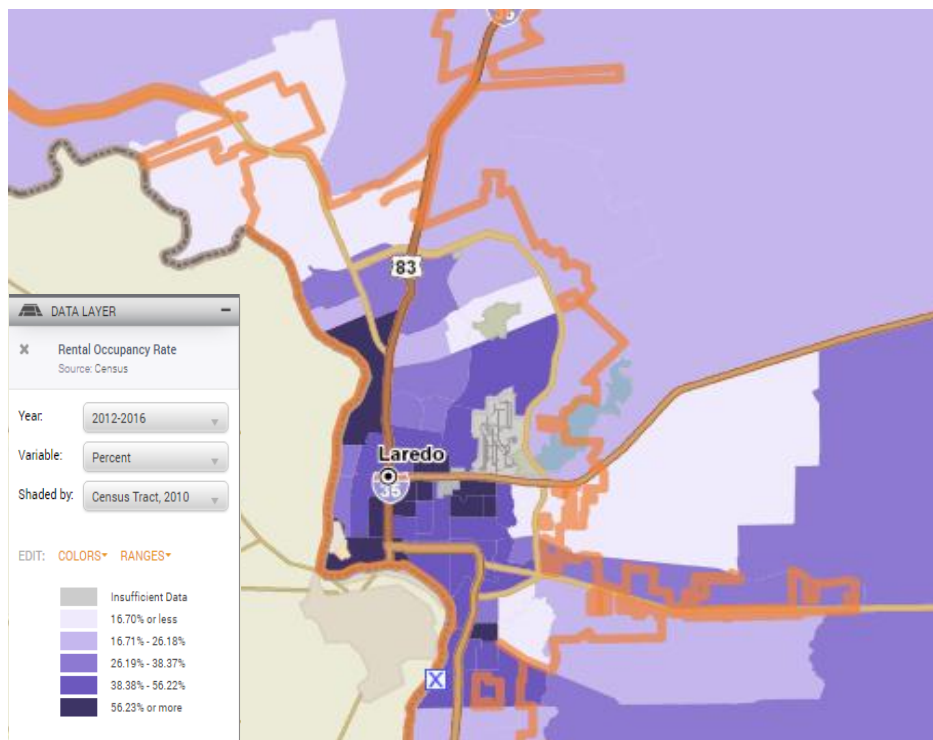 35
83
Laredo
35
X
DATA LAYER
Rental Occupancy Rate
Source: Census
Year: 2012-2016
Variable: Percent
Shaded by: Census Tract, 2010
EDIT: COLORS RANGES
Insufficient Data
16.70% or less
16.71% - 26.18%
26.19% - 38.37%
38.38% - 56.22%
56.23% or more